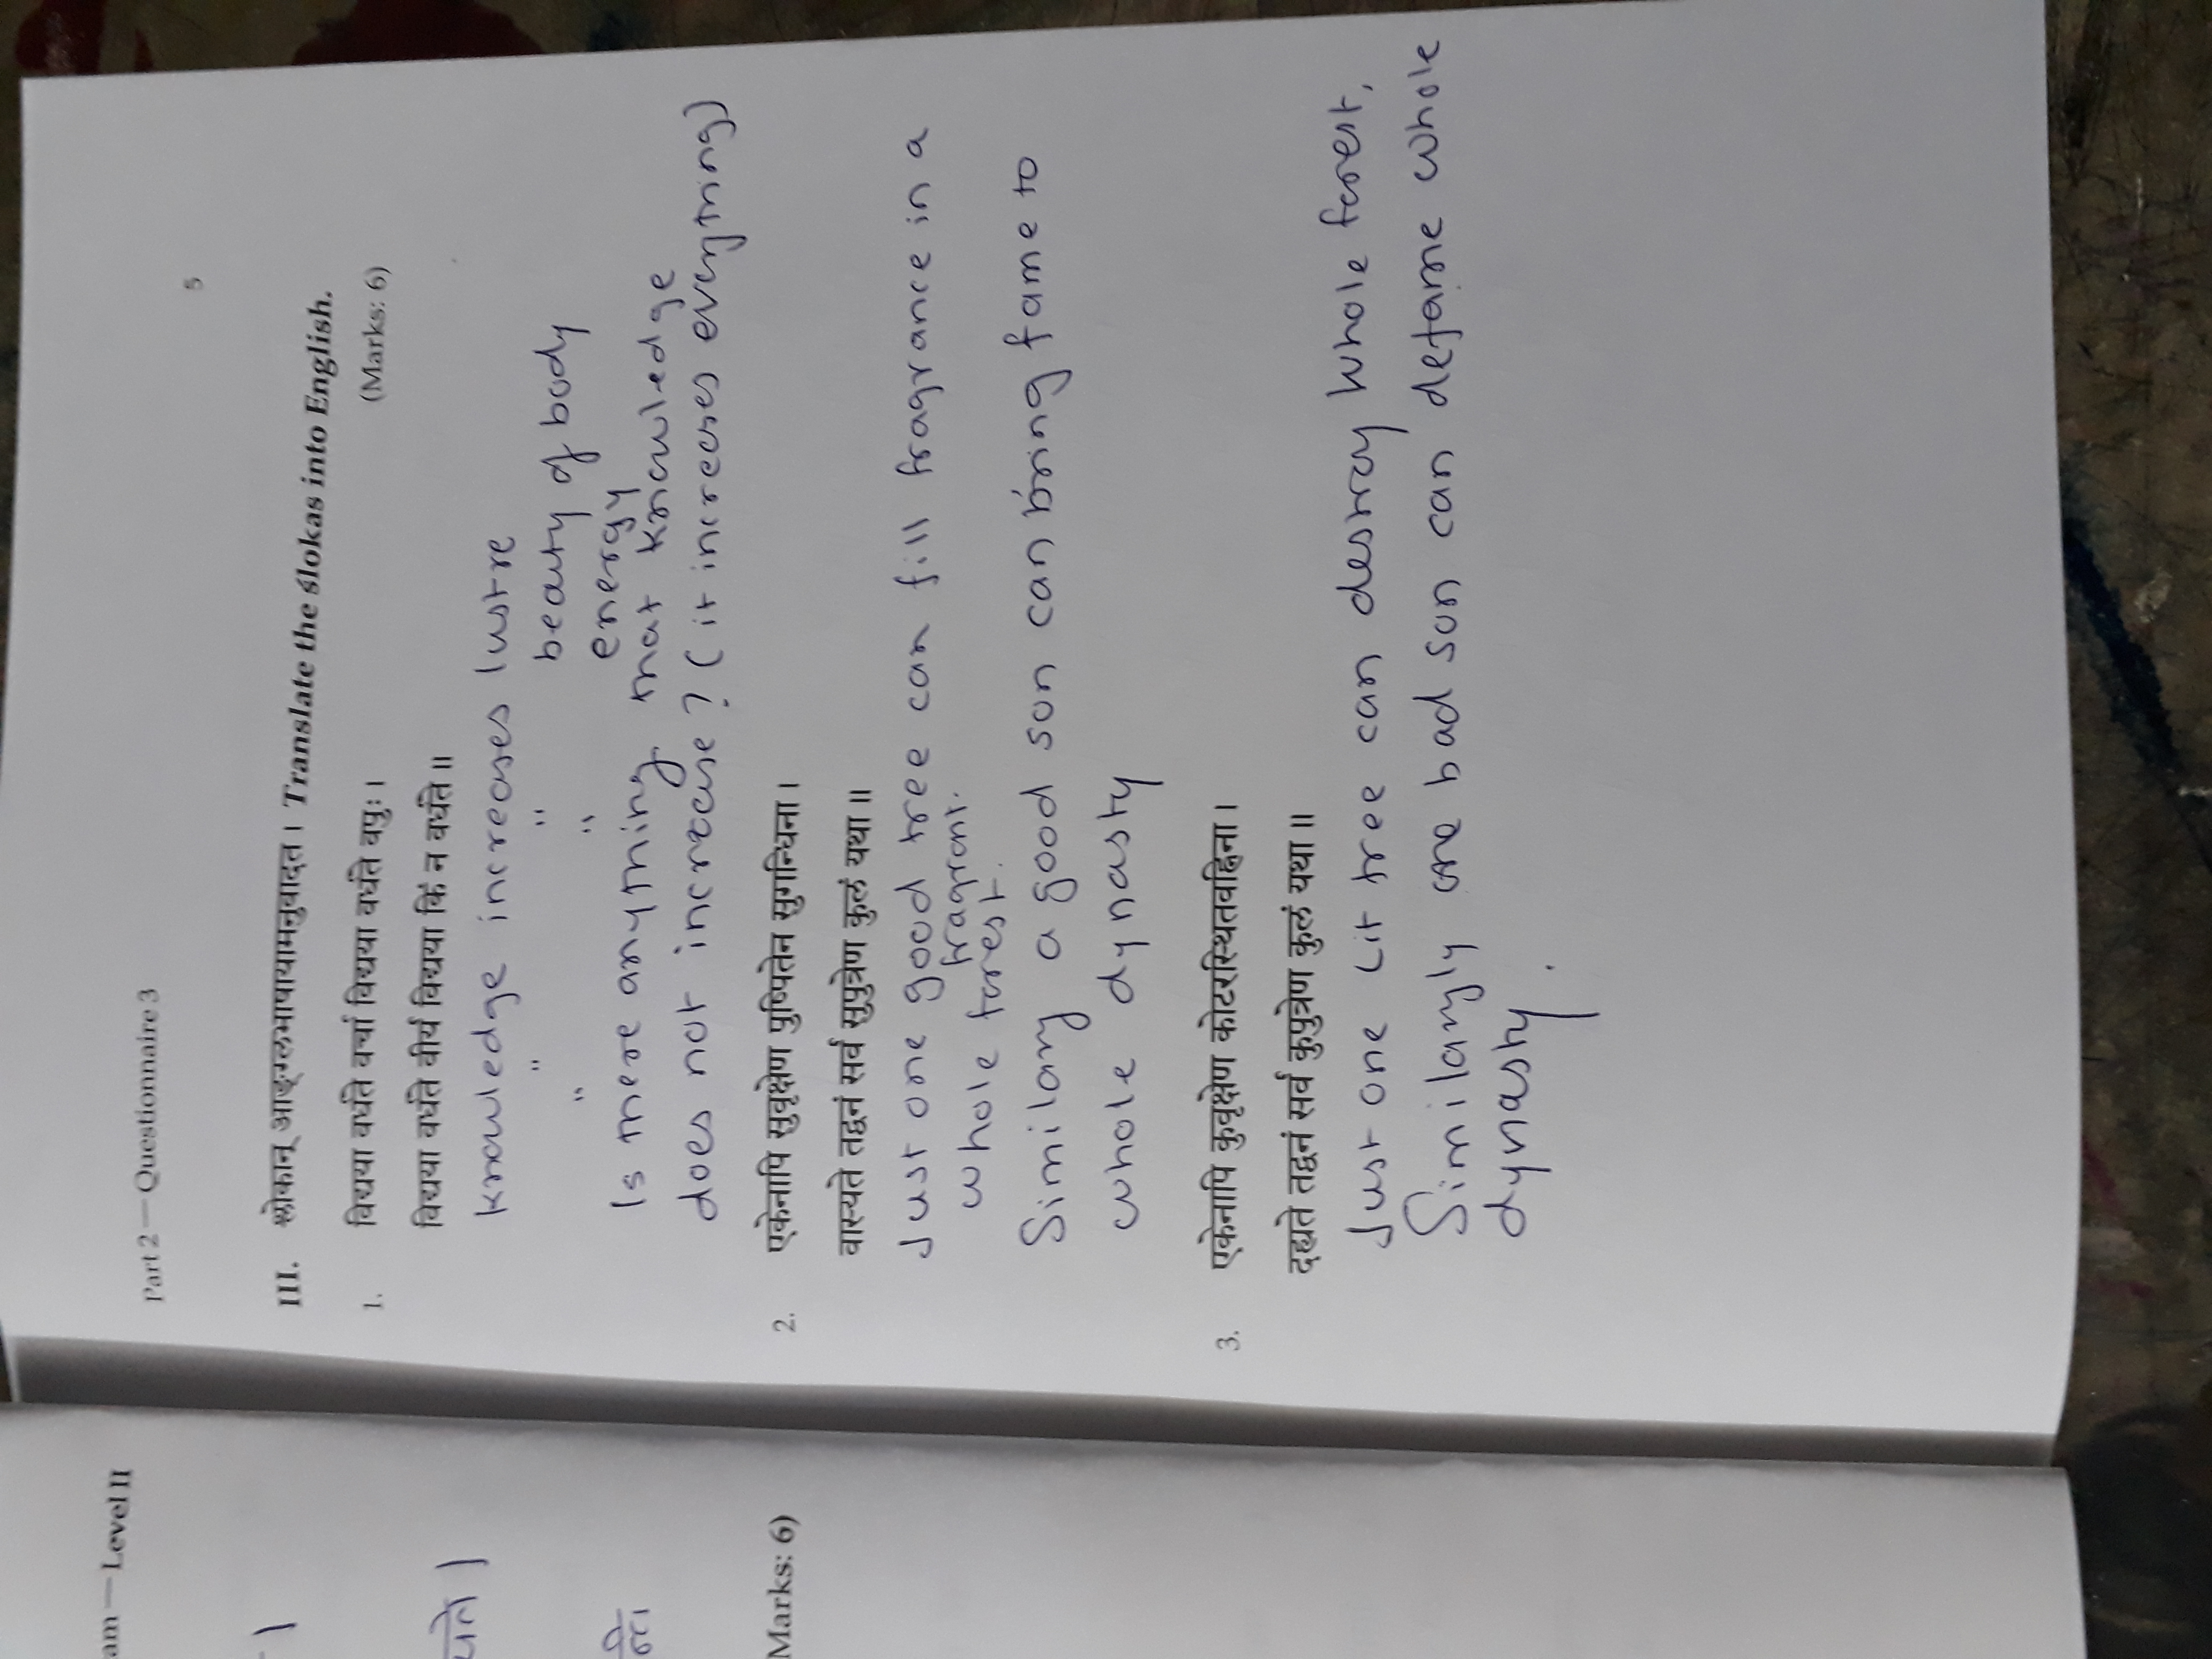 am — Level II
Part 2 — Questionnaire 3
5
III. श्लोकान् आङ्ग्लभाषायामनुवादत । Translate the ślokas into English.
(Marks: 6)
1. विद्यया वर्धते वर्चो विद्यया वर्धते वपुः ।
विद्यया वर्धते वीर्यं विद्यया किं न वर्धते ॥
Knowledge increases lustre
" " beauty of body
" " energy
Is there anything that knowledge
does not increase? (it increases everything)
(Marks: 6)
2. एकेनापि सुवृक्षेण पुष्पितेन सुगन्धिना ।
वास्यते तद्वनं सर्वं सुपुत्रेण कुलं यथा ॥
Just one good tree can fill fragrance in a
fragrant.
whole forest.
Similary a good son can bring fame to
whole dynasty
3. एकेनापि कुवृक्षेण कोटरस्थितवह्निना ।
दह्यते तद्वनं सर्वं कुपुत्रेण कुलं यथा ॥
Just one lit tree can destroy whole forest,
Similarly one bad son can defame whole
dynasty.